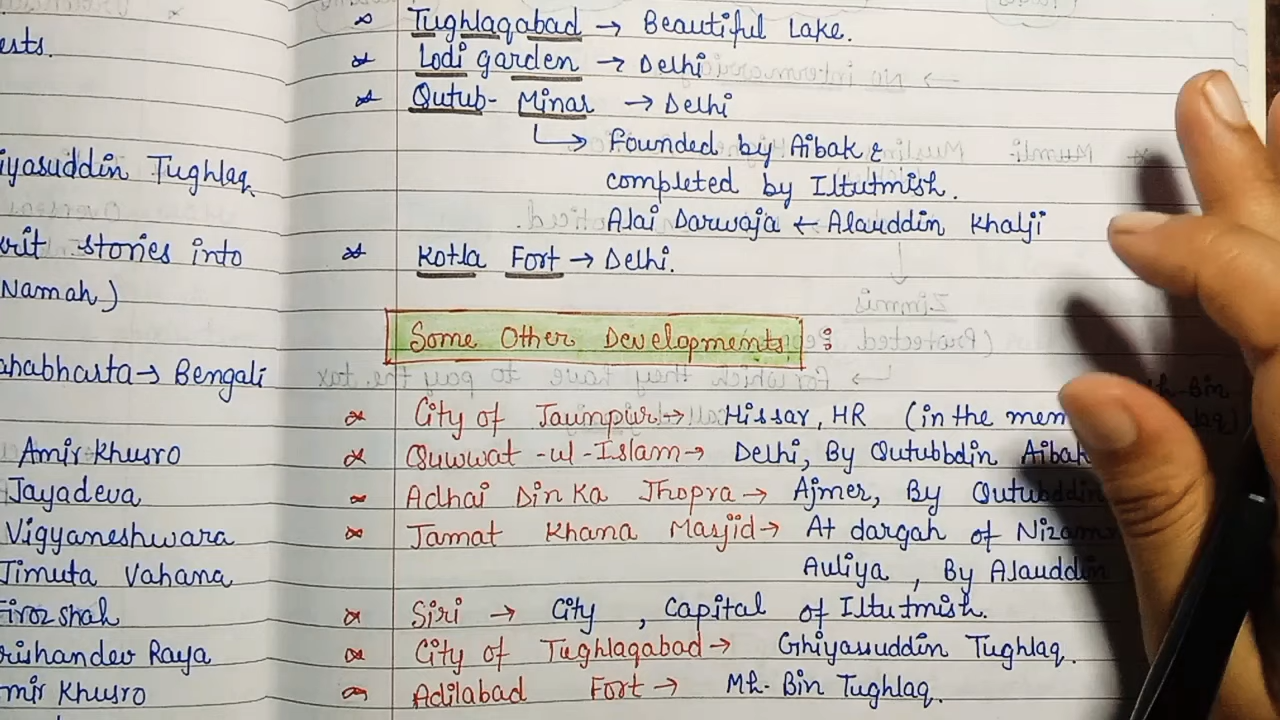 ests.
iyasuddin Tughlaq
stories into
Namah)
ahabharta → Bengali
Amir Khusro
Jayadeva
Vigyaneshwara
Jimuta Vahana
Firoz shah
rishandev Raya
mir Khusro
Tughlaqabad → Beautiful Lake.
Lodi garden → Delhi
Qutub- Minar → Delhi
↳ Founded by Aibak &
completed by Iltutmish.
Alai Darwaja ← Alauddin Khalji
Kotla Fort → Delhi.
Some Other Developments :
City of Jaunpur → Hissar, HR (in the mem
Quwwat -ul-Islam → Delhi, By Qutubbdin Aibak
Adhai Din Ka Jhopra → Ajmer, By Qutubddin
Jamat Khana Masjid → At dargah of Nizam
Auliya , By Alauddin
Siri → City , Capital of Iltutmish.
City of Tughlaqabad → Ghiyasuddin Tughlaq.
Adilabad Fort → Mh. Bin Tughlaq.